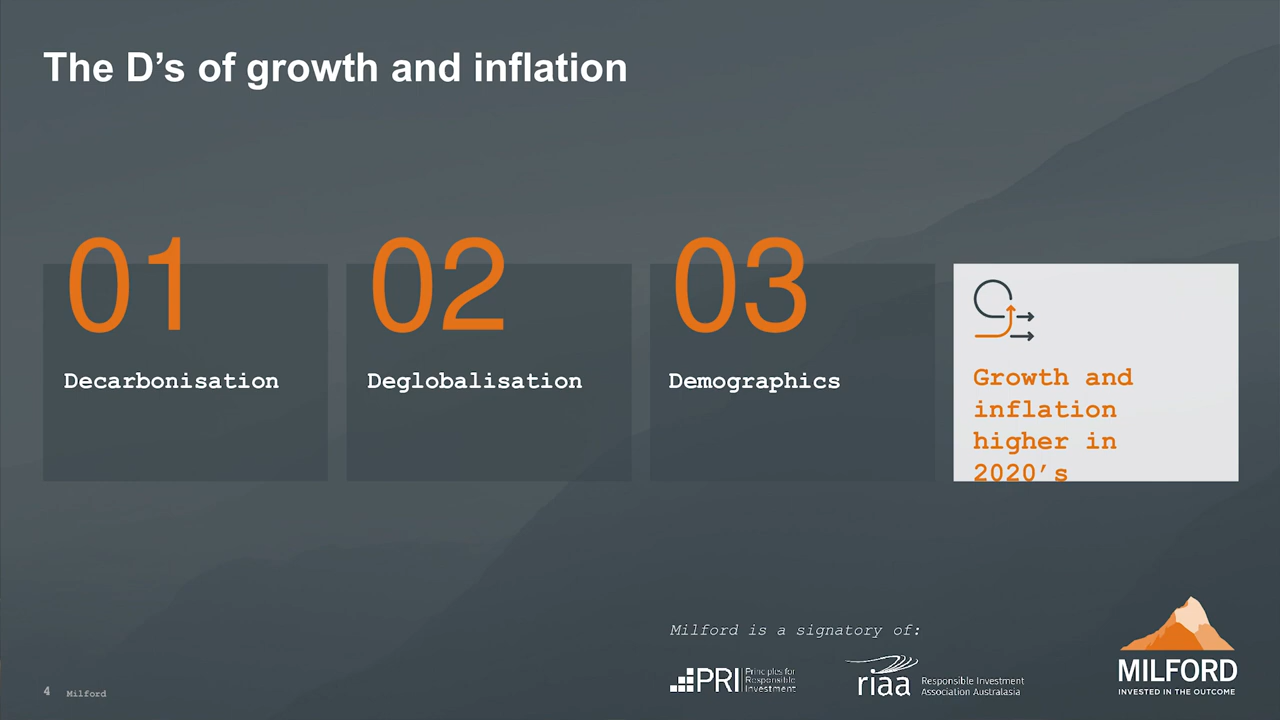 The D’s of growth and inflation
01
Decarbonisation
02
Deglobalisation
03
Demographics
Growth and
inflation
higher in
2020’s
Milford is a signatory of:
PRI
Principles for
Responsible
Investment
riaa
Responsible Investment
Association Australasia
MILFORD
INVESTED IN THE OUTCOME
4
Milford